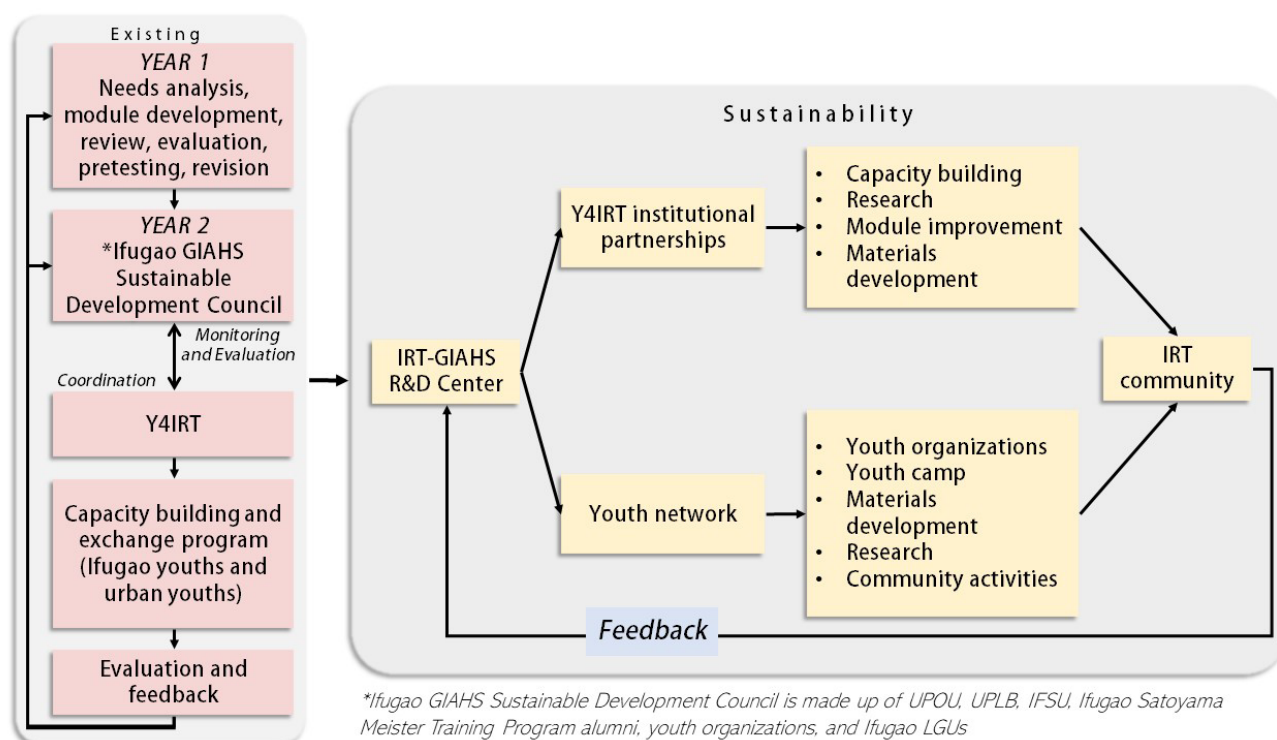 Existing
YEAR 1
Needs analysis,
module development,
review, evaluation,
pretesting, revision
YEAR 2
*Ifugao GIAHS
Sustainable
Development Council
Monitoring
and Evaluation
Coordination
Y4IRT
Capacity building and
exchange program
(Ifugao youths and
urban youths)
Evaluation and
feedback
Sustainability
IRT-GIAHS
R&D Center
Y4IRT institutional
partnerships
• Capacity building
• Research
• Module improvement
• Materials
development
Youth network
• Youth organizations
• Youth camp
• Materials
development
• Research
• Community activities
IRT
community
Feedback
*Ifugao GIAHS Sustainable Development Council is made up of UPOU, UPLB, IFSU, Ifugao Satoyama
Meister Training Program alumni, youth organizations, and Ifugao LGUs